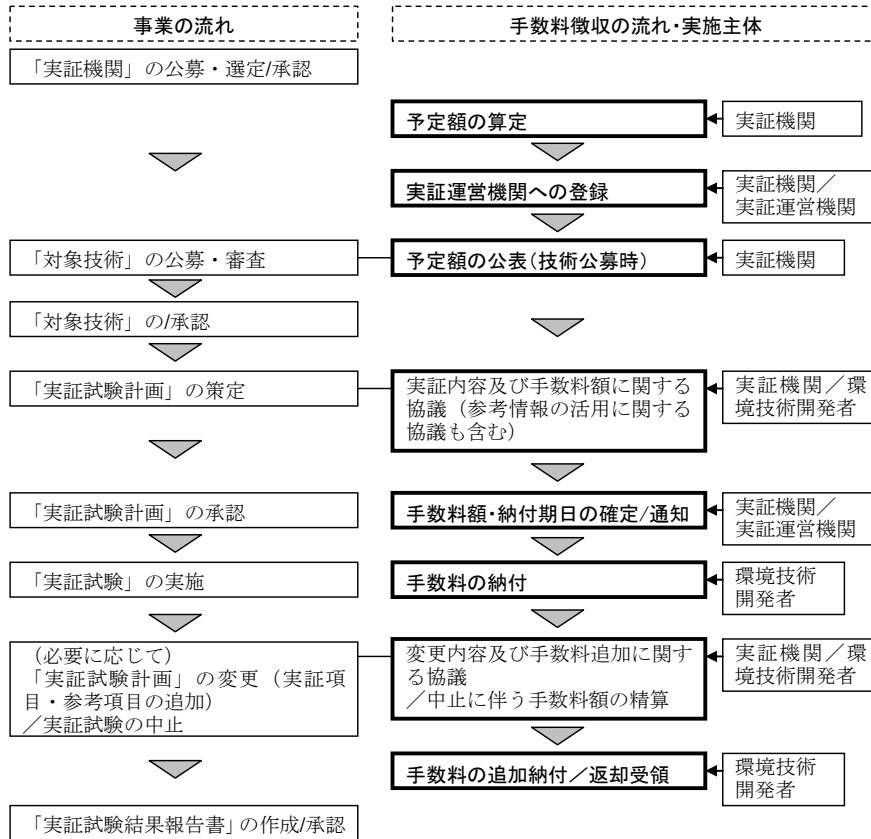 事業の流れ
手数料徴収の流れ・実施主体
「実証機関」の公募・選定/承認
予定額の算定
実証機関
実証運営機関への登録
実証機関／
実証運営機関
「対象技術」の公募・審査
予定額の公表（技術公募時）
実証機関
「対象技術」の/承認
「実証試験計画」の策定
実証内容及び手数料額に関する
協議（参考情報の活用に関する
協議も含む）
実証機関／環
境技術開発者
「実証試験計画」の承認
手数料額・納付期日の確定/通知
実証機関／
実証運営機関
「実証試験」の実施
手数料の納付
環境技術
開発者
（必要に応じて）
「実証試験計画」の変更（実証項
目・参考項目の追加）
／実証試験の中止
変更内容及び手数料追加に関す
る協議
／中止に伴う手数料額の精算
実証機関／環
境技術開発者
手数料の追加納付／返却受領
環境技術
開発者
「実証試験結果報告書」の作成/承認